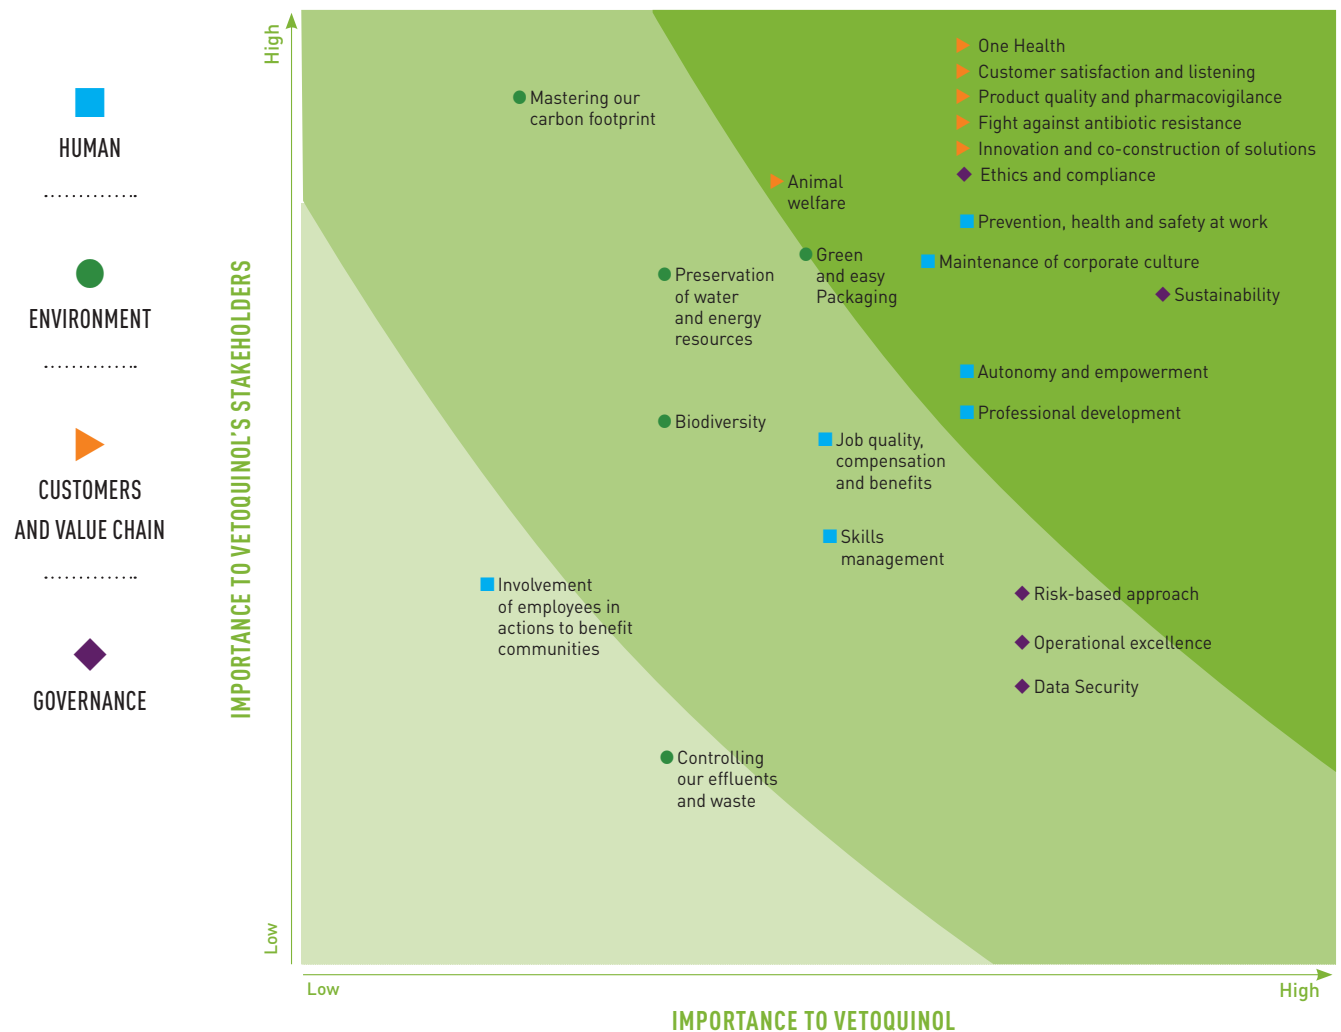 HUMAN
ENVIRONMENT
CUSTOMERS
AND VALUE CHAIN
GOVERNANCE
IMPORTANCE TO VETOQUINOL'S STAKEHOLDERS
High
Low
One Health
Customer satisfaction and listening
Product quality and pharmacovigilance
Fight against antibiotic resistance
Innovation and co-construction of solutions
Ethics and compliance
Mastering our
carbon footprint
Animal
welfare
Prevention, health and safety at work
Green
and easy
Packaging
Maintenance of corporate culture
Preservation
of water
and energy
resources
Sustainability
Autonomy and empowerment
Professional development
Biodiversity
Job quality,
compensation
and benefits
Skills
management
Involvement
of employees in
actions to benefit
communities
Risk-based approach
Operational excellence
Data Security
Controlling
our effluents
and waste
Low
High
IMPORTANCE TO VETOQUINOL